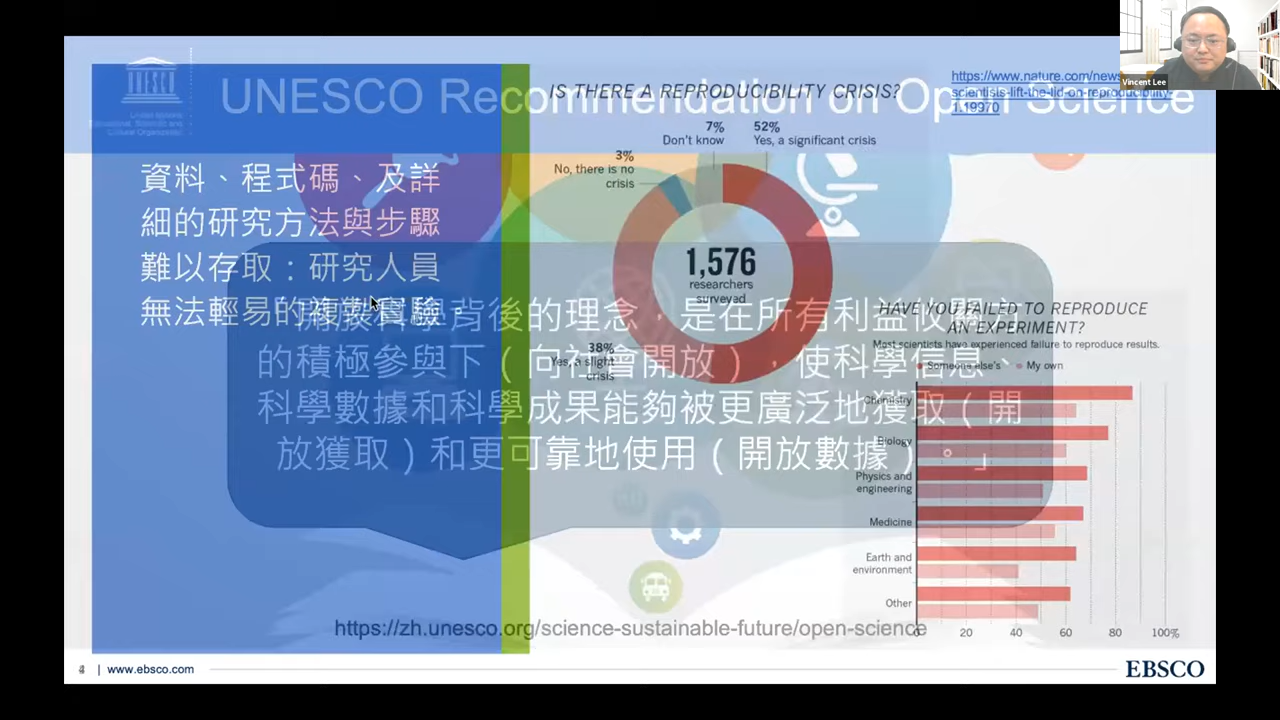 UNESCO Recommendation on Open Science
UNESCO
United Nations
Educational, Scientific and
Cultural Organization
資料、程式碼、及詳
細的研究方法與步驟
難以存取：研究人員
無法輕易的複製實驗。
背後的理念，是在所有利益攸關方
的積極參與下（向社會開放），使科學信息、
科學數據和科學成果能夠被更廣泛地獲取（開
放獲取）和更可靠地使用（開放數據）。」
https://zh.unesco.org/science-sustainable-future/open-science
IS THERE A REPRODUCIBILITY CRISIS?
https://www.nature.com/news
scientists-lift-the-lid-on-reproducibility-
1.19970
7%
Don't know
52%
Yes, a significant crisis
3%
No, there is no
crisis
1,576
researchers
surveyed
38%
Yes, a slight
crisis
HAVE YOU FAILED TO REPRODUCE
AN EXPERIMENT?
Most scientists have experienced failure to reproduce results.
Someone else's
My own
Chemistry
Biology
Physics and
engineering
Medicine
Earth and
environment
Other
0 20 40 60 80 100%
| www.ebsco.com
EBSCO
Vincent Lee